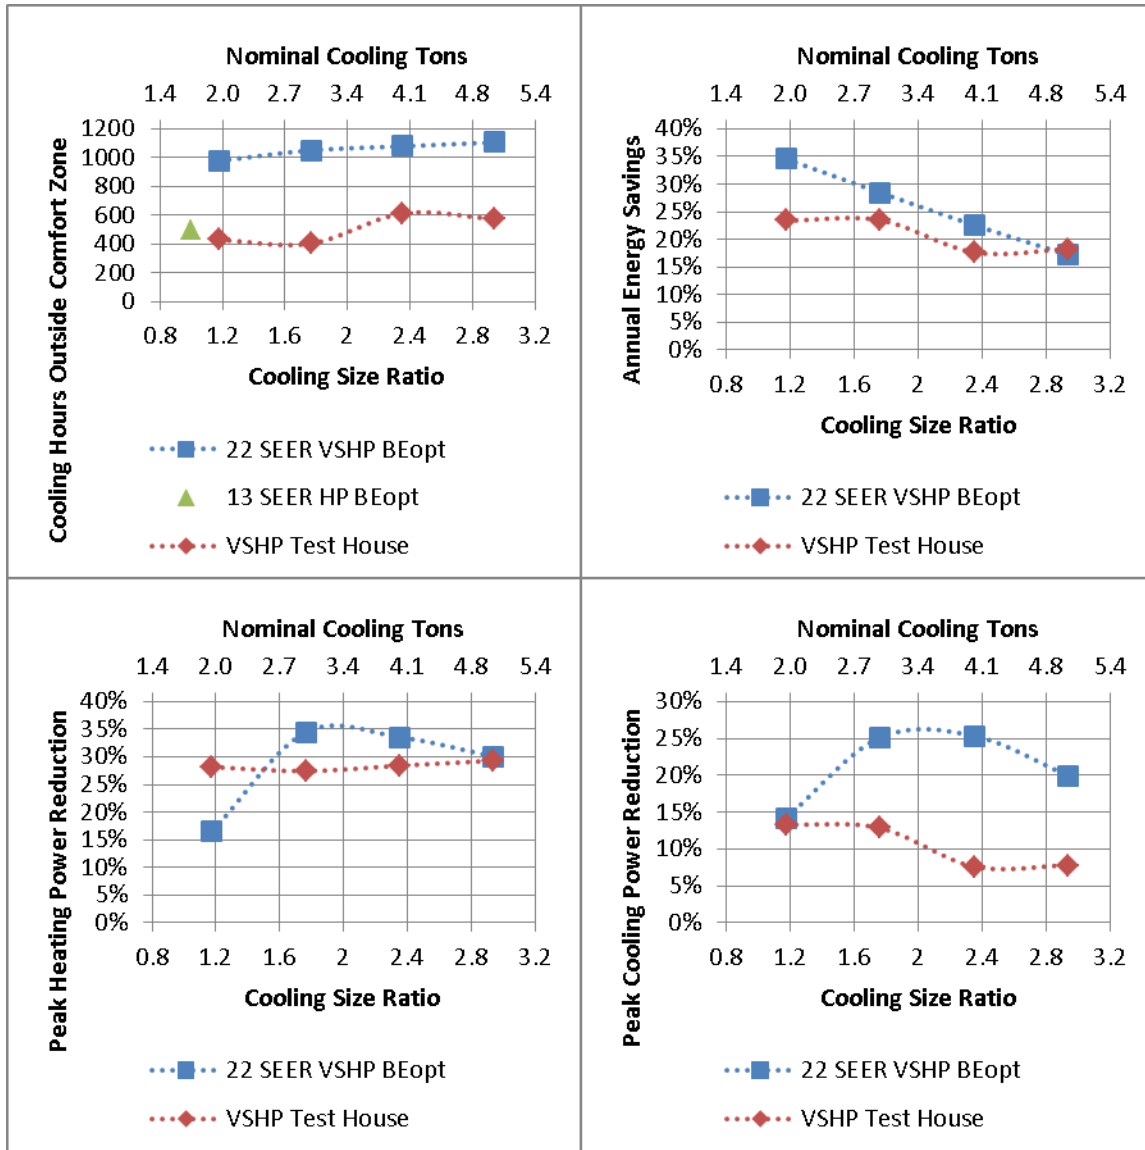 Nominal Cooling Tons
1.4 2.0 2.7 3.4 4.1 4.8 5.4
Cooling Hours Outside Comfort Zone
1200
1000
800
600
400
200
0
0.8 1.2 1.6 2 2.4 2.8 3.2
Cooling Size Ratio
22 SEER VSHP BEopt
13 SEER HP BEopt
VSHP Test House
Nominal Cooling Tons
1.4 2.0 2.7 3.4 4.1 4.8 5.4
Annual Energy Savings
40%
35%
30%
25%
20%
15%
10%
5%
0%
0.8 1.2 1.6 2 2.4 2.8 3.2
Cooling Size Ratio
22 SEER VSHP BEopt
VSHP Test House
Nominal Cooling Tons
1.4 2.0 2.7 3.4 4.1 4.8 5.4
Peak Heating Power Reduction
40%
35%
30%
25%
20%
15%
10%
5%
0%
0.8 1.2 1.6 2 2.4 2.8 3.2
Cooling Size Ratio
22 SEER VSHP BEopt
VSHP Test House
Nominal Cooling Tons
1.4 2.0 2.7 3.4 4.1 4.8 5.4
Peak Cooling Power Reduction
30%
25%
20%
15%
10%
5%
0%
0.8 1.2 1.6 2 2.4 2.8 3.2
Cooling Size Ratio
22 SEER VSHP BEopt
VSHP Test House